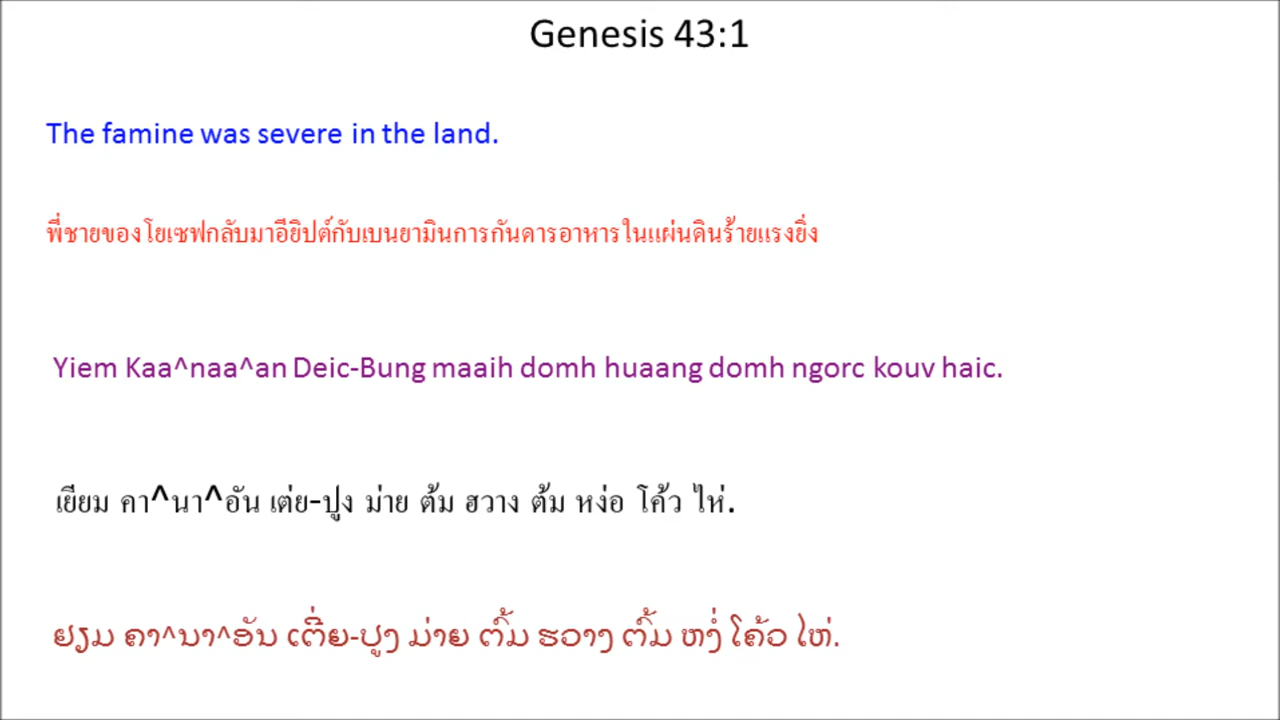 Genesis 43:1
The famine was severe in the land.
พี่ชายของโยเซฟกลับมาอียิปต์กับเบนยามินการกันดารอาหารในแผ่นดินร้ายแรงยิ่ง
Yiem Kaa^naa^an Deic-Bung maaih domh huaang domh ngorc kouv haic.
เยียม คา^นา^อัน เต่ย-ปูง ม่าย ต้ม ฮวาง ต้ม หง่อ โค้ว ไห่.
ຢຽມ ຄາ^ນາ^ອັນ ເຕີ່ຍ-ປູງ ມ່າຍ ຕົ້ມ ຮວາງ ຕົ້ມ ຫງໍ່ ໂຄ້ວ ໄຫ່.